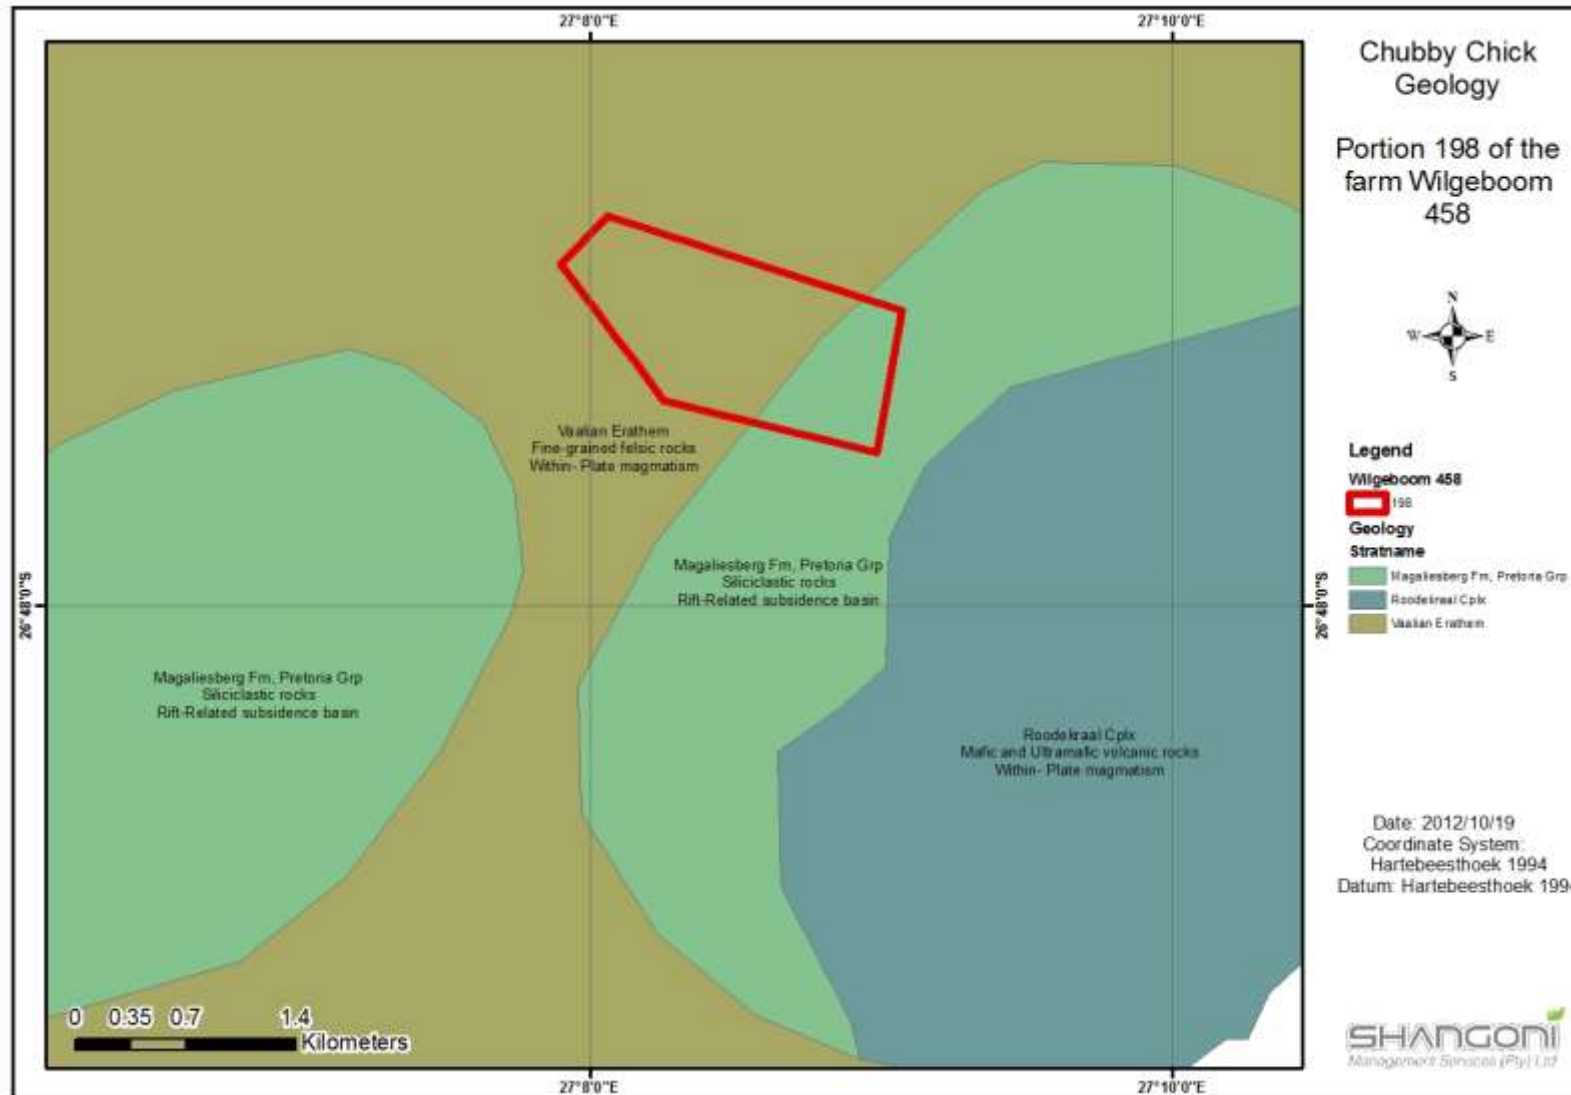 27°8'0"E
27°10'0"E
Chubby Chick
Geology
Portion 198 of the
farm Wilgeboom
458
N
W
E
S
Vaalian Erathem
Fine-grained felsic rocks
Within- Plate magmatism
Legend
Wilgeboom 458
198
Geology
Stratname
Magaliesberg Fm, Pretoria Grp
Roodekraal Cplx
Vaalian Erathem
Magaliesberg Fm, Pretoria Grp
Siliciclastic rocks
Rift-Related subsidence basin
26°48'0"S
26°48'0"S
Magaliesberg Fm, Pretoria Grp
Siliciclastic rocks
Rift-Related subsidence basin
Roodekraal Cplx
Mafic and Ultramafic volcanic rocks
Within- Plate magmatism
Date: 2012/10/19
Coordinate System:
Hartebeesthoek 1994
Datum: Hartebeesthoek 199
0 0.35 0.7 1.4
Kilometers
SHANGONI
Management Services (Pty) Ltd
27°8'0"E
27°10'0"E